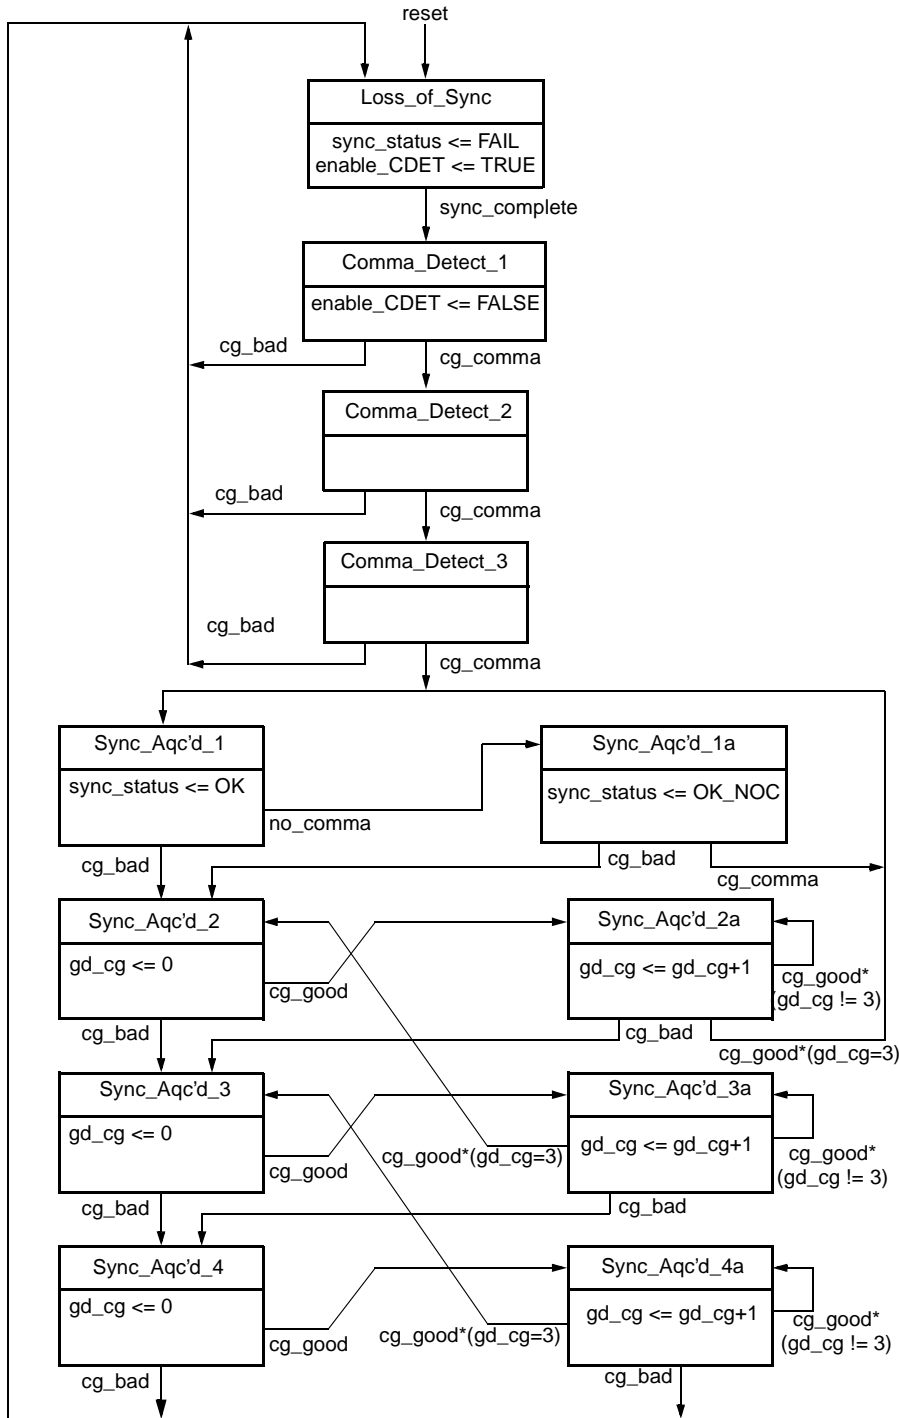 reset
Loss_of_Sync
sync_status <= FAIL
enable_CDET <= TRUE
sync_complete
Comma_Detect_1
enable_CDET <= FALSE
cg_bad
cg_comma
Comma_Detect_2
cg_bad
cg_comma
Comma_Detect_3
cg_bad
cg_comma
Sync_Aqc'd_1
sync_status <= OK
no_comma
Sync_Aqc'd_1a
sync_status <= OK_NOC
cg_bad
cg_bad
cg_comma
Sync_Aqc'd_2
gd_cg <= 0
cg_good
Sync_Aqc'd_2a
gd_cg <= gd_cg+1
cg_good*
(gd_cg != 3)
cg_bad
cg_bad
cg_good*(gd_cg=3)
Sync_Aqc'd_3
gd_cg <= 0
cg_good
cg_good*(gd_cg=3)
Sync_Aqc'd_3a
gd_cg <= gd_cg+1
cg_good*
(gd_cg != 3)
cg_bad
cg_bad
Sync_Aqc'd_4
gd_cg <= 0
cg_good
cg_good*(gd_cg=3)
Sync_Aqc'd_4a
gd_cg <= gd_cg+1
cg_good*
(gd_cg != 3)
cg_bad
cg_bad